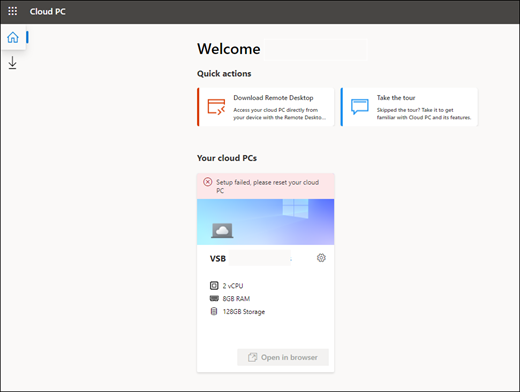 Cloud PC
Welcome
Quick actions
Download Remote Desktop
Access your cloud PC directly from
your device with the Remote Deskto...
Take the tour
Skipped the tour? Take it to get
familiar with Cloud PC and its features.
Your cloud PCs
Setup failed, please reset your cloud
PC
VSB
2 vCPU
8GB RAM
128GB Storage
Open in browser